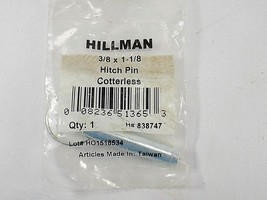 HILLMAN
3/8 x 1-1/8
Hitch Pin
Cotterless
0 08236 51365 3
Qty: 1 H# 838747
Lot# HO1518534
Articles Made In: Taiwan